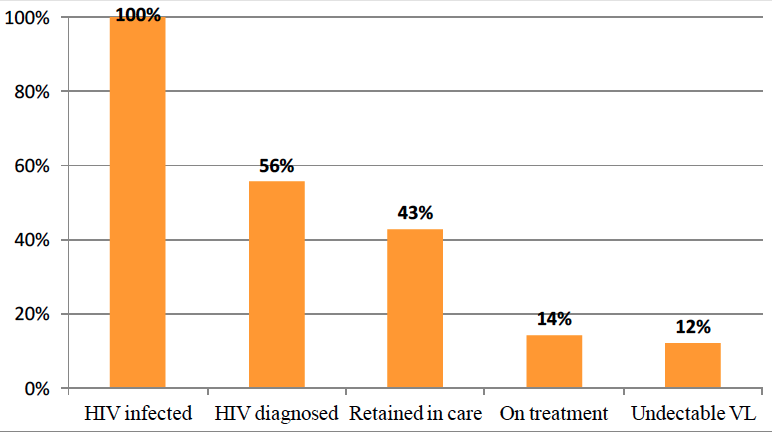 100%
80%
60%
40%
20%
0%
100%
56%
43%
14%
12%
HIV infected
HIV diagnosed
Retained in care
On treatment
Undectable VL